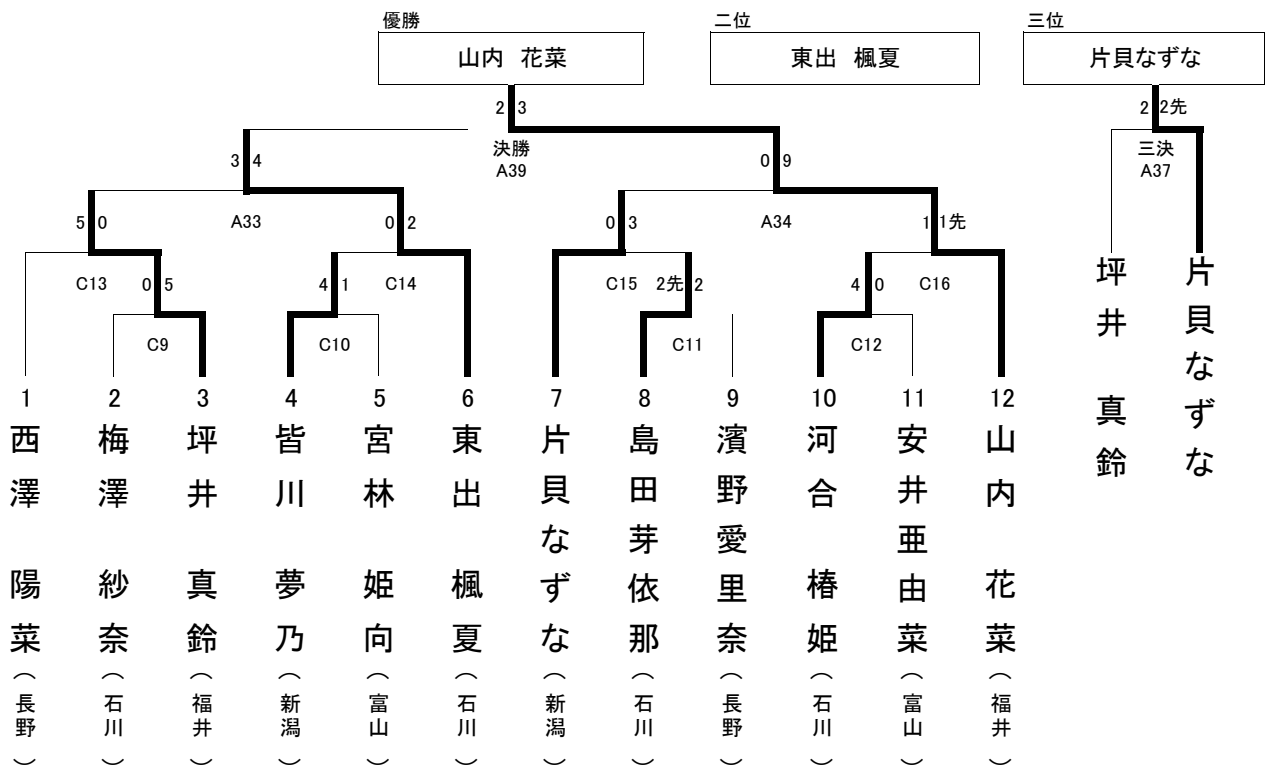 優勝
二位
三位
山内 花菜
東出 楓夏
片貝なずな
2 3
2 2先
決勝
A39
三決
A37
3 4
0 9
A33
A34
5 0
0 2
0 3
1 1先
C13
0 5
4 1
C14
C15
2先 2
4 0
C16
C9
C10
C11
C12
坪井 真鈴
片貝なずな
1 西澤 陽菜 (長野)
2 梅澤 紗奈 (石川)
3 坪井 真鈴 (福井)
4 皆川 夢乃 (新潟)
5 宮林 姫向 (富山)
6 東出 楓夏 (石川)
7 片貝なずな (新潟)
8 島田芽依那 (石川)
9 濱野愛里奈 (長野)
10 河合 椿姫 (石川)
11 安井亜由菜 (富山)
12 山内 花菜 (福井)